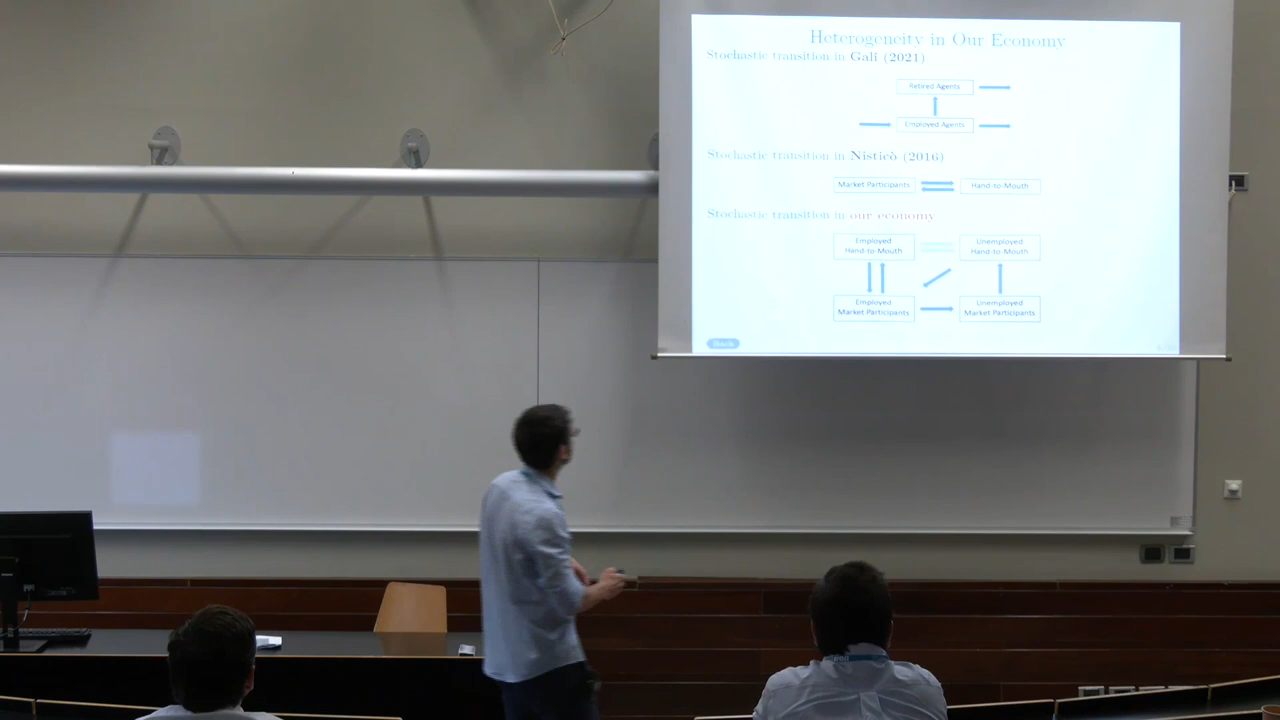 Heterogeneity in Our Economy
Stochastic transition in Galí (2021)
Retired Agents
Employed Agents
Stochastic transition in Nisticò (2016)
Market Participants
Hand-to-Mouth
Stochastic transition in our economy
Employed
Hand-to-Mouth
Unemployed
Hand-to-Mouth
Employed
Market Participants
Unemployed
Market Participants
Back